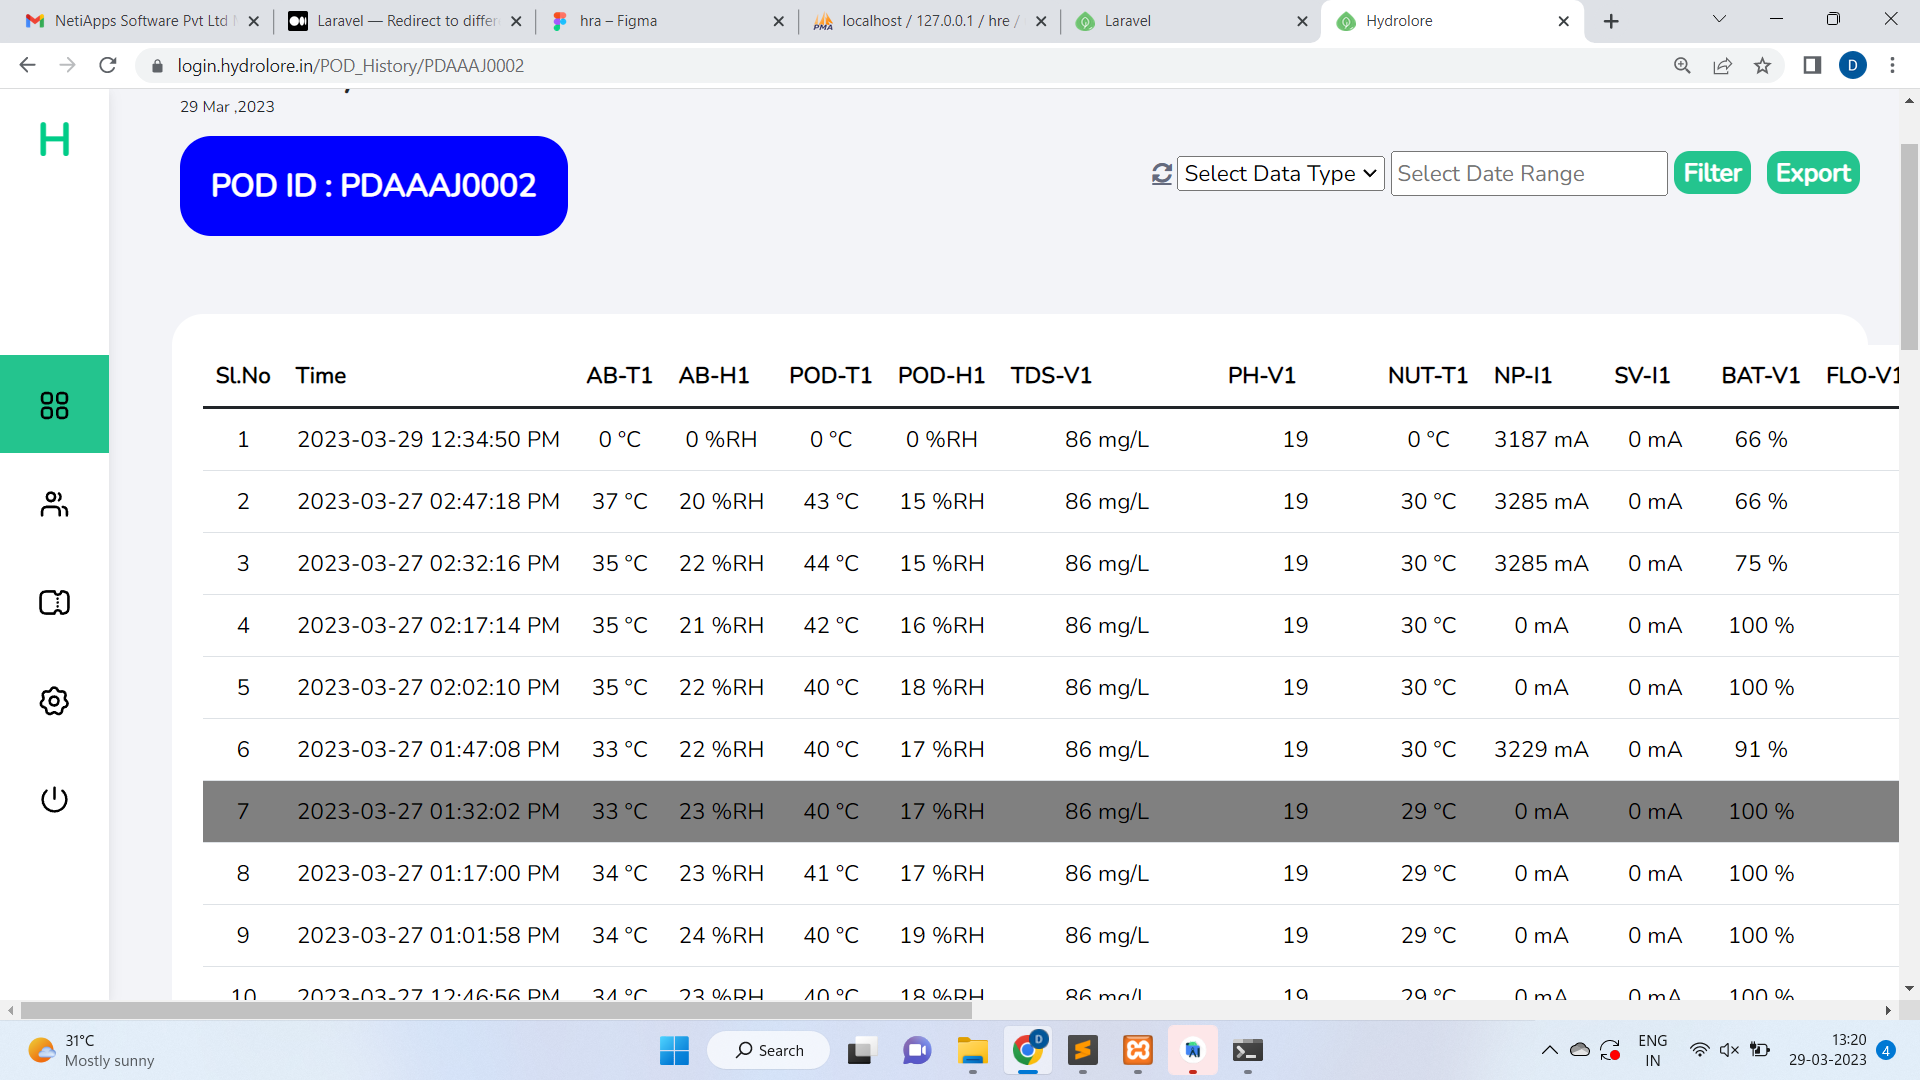 NetiApps Software Pvt Ltd
Laravel — Redirect to differ
hra – Figma
localhost / 127.0.0.1 / hre /
Laravel
Hydrolore
login.hydrolore.in/POD_History/PDAAAJ0002
D
29 Mar ,2023
H
POD ID : PDAAAJ0002
Select Data Type
Select Date Range
Filter
Export
Sl.No Time AB-T1 AB-H1 POD-T1 POD-H1 TDS-V1 PH-V1 NUT-T1 NP-I1 SV-I1 BAT-V1 FLO-V1
1 2023-03-29 12:34:50 PM 0 °C 0 %RH 0 °C 0 %RH 86 mg/L 19 0 °C 3187 mA 0 mA 66 %
2 2023-03-27 02:47:18 PM 37 °C 20 %RH 43 °C 15 %RH 86 mg/L 19 30 °C 3285 mA 0 mA 66 %
3 2023-03-27 02:32:16 PM 35 °C 22 %RH 44 °C 15 %RH 86 mg/L 19 30 °C 3285 mA 0 mA 75 %
4 2023-03-27 02:17:14 PM 35 °C 21 %RH 42 °C 16 %RH 86 mg/L 19 30 °C 0 mA 0 mA 100 %
5 2023-03-27 02:02:10 PM 35 °C 22 %RH 40 °C 18 %RH 86 mg/L 19 30 °C 0 mA 0 mA 100 %
6 2023-03-27 01:47:08 PM 33 °C 22 %RH 40 °C 17 %RH 86 mg/L 19 30 °C 3229 mA 0 mA 91 %
7 2023-03-27 01:32:02 PM 33 °C 23 %RH 40 °C 17 %RH 86 mg/L 19 29 °C 0 mA 0 mA 100 %
8 2023-03-27 01:17:00 PM 34 °C 23 %RH 41 °C 17 %RH 86 mg/L 19 29 °C 0 mA 0 mA 100 %
9 2023-03-27 01:01:58 PM 34 °C 24 %RH 40 °C 19 %RH 86 mg/L 19 29 °C 0 mA 0 mA 100 %
10 2023-03-27 12:46:56 PM 34 °C 23 %RH 40 °C 18 %RH 86 mg/L 19 29 °C 0 mA 0 mA 100 %
31°C
Mostly sunny
Search
ENG
IN
13:20
29-03-2023
4